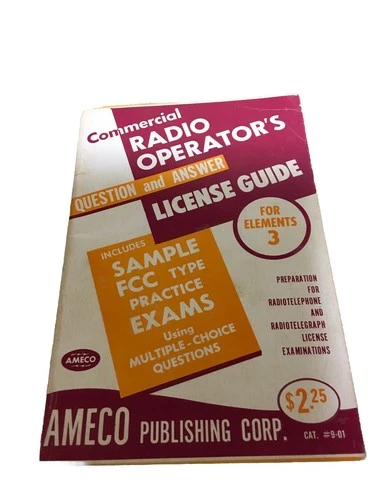 Commercial
RADIO
OPERATOR'S
QUESTION and ANSWER
LICENSE GUIDE
FOR
ELEMENTS
3
INCLUDES
SAMPLE
FCC TYPE
PRACTICE
EXAMS
Using
MULTIPLE-CHOICE
QUESTIONS
PREPARATION
FOR
RADIOTELEPHONE
AND
RADIOTELEGRAPH
LICENSE
EXAMINATIONS
AMECO
$2.25
AMECO PUBLISHING CORP. CAT. #9-01